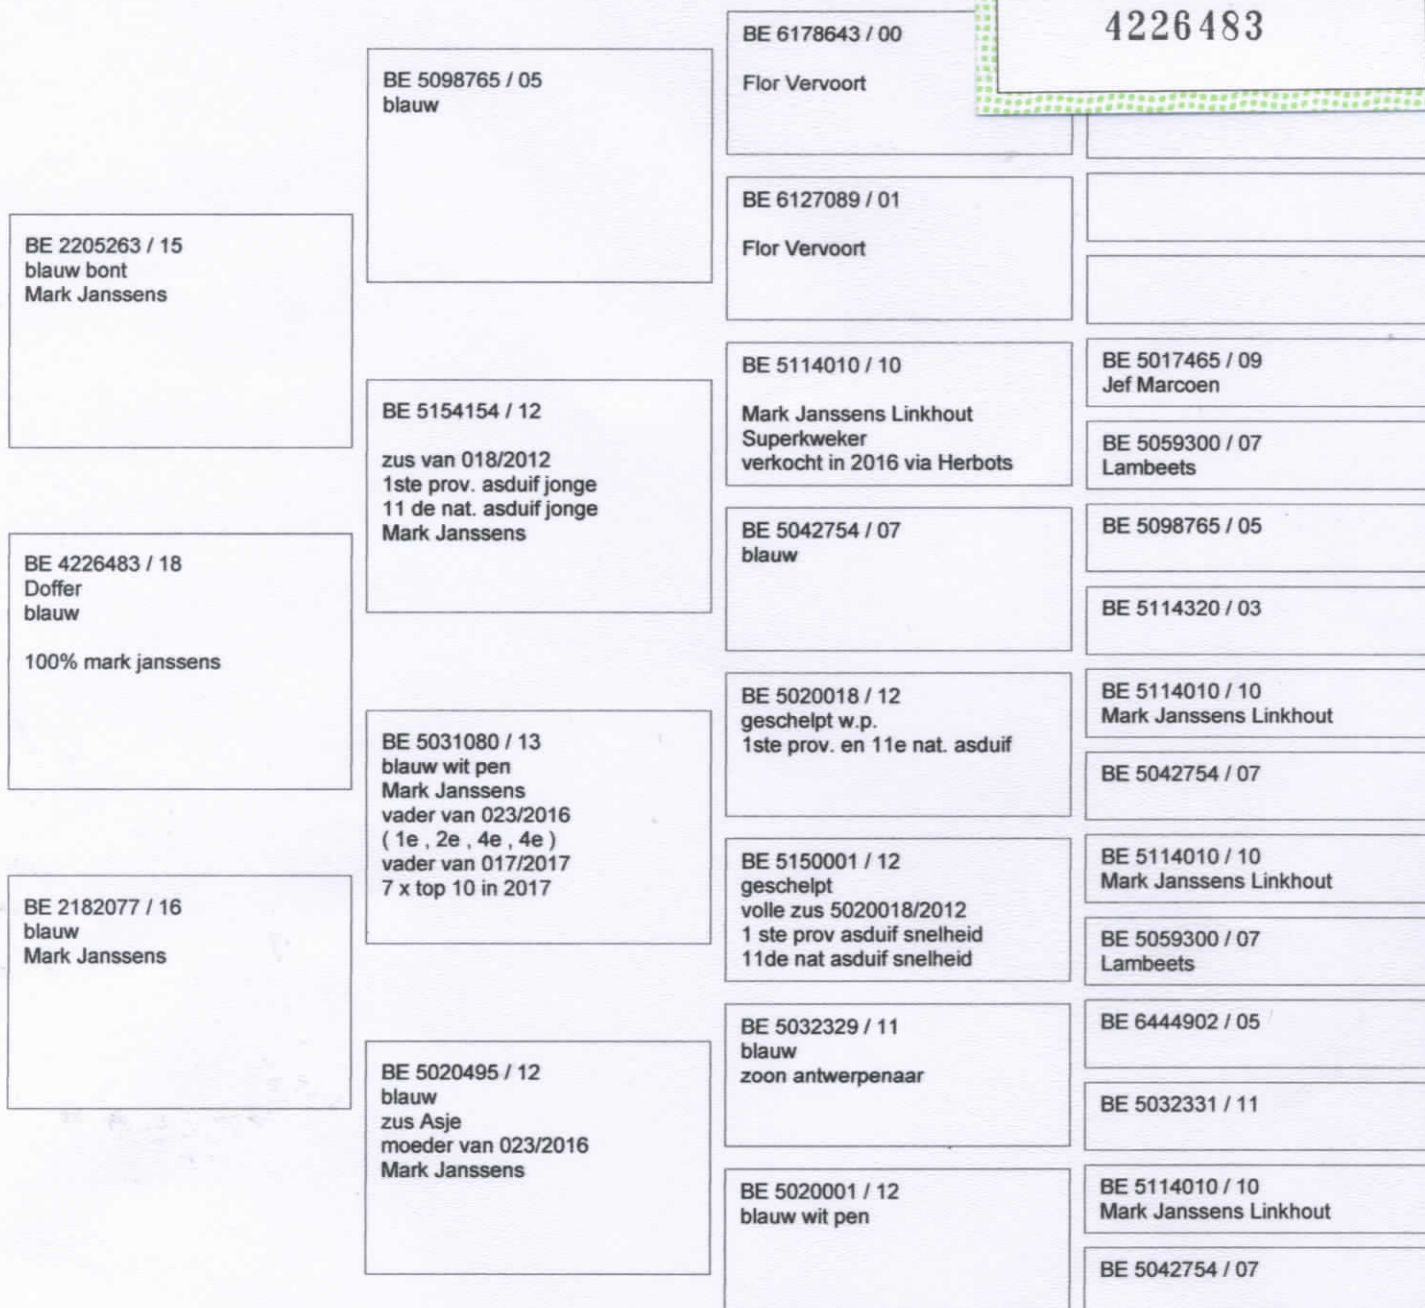 4226483
BE 2205263 / 15
blauw bont
Mark Janssens
BE 4226483 / 18
Doffer
blauw
100% mark janssens
BE 2182077 / 16
blauw
Mark Janssens
BE 5098765 / 05
blauw
BE 5154154 / 12
zus van 018/2012
1ste prov. asduif jonge
11 de nat. asduif jonge
Mark Janssens
BE 5031080 / 13
blauw wit pen
Mark Janssens
vader van 023/2016
( 1e , 2e , 4e , 4e )
vader van 017/2017
7 x top 10 in 2017
BE 5020495 / 12
blauw
zus Asje
moeder van 023/2016
Mark Janssens
BE 6178643 / 00
Flor Vervoort
BE 6127089 / 01
Flor Vervoort
BE 5114010 / 10
Mark Janssens Linkhout
Superkweker
verkocht in 2016 via Herbots
BE 5042754 / 07
blauw
BE 5020018 / 12
geschelpt w.p.
1ste prov. en 11e nat. asduif
BE 5150001 / 12
geschelpt
volle zus 5020018/2012
1 ste prov asduif snelheid
11de nat asduif snelheid
BE 5032329 / 11
blauw
zoon antwerpenaar
BE 5020001 / 12
blauw wit pen
BE 5017465 / 09
Jef Marcoen
BE 5059300 / 07
Lambeets
BE 5098765 / 05
BE 5114320 / 03
BE 5114010 / 10
Mark Janssens Linkhout
BE 5042754 / 07
BE 5114010 / 10
Mark Janssens Linkhout
BE 5059300 / 07
Lambeets
BE 6444902 / 05
BE 5032331 / 11
BE 5114010 / 10
Mark Janssens Linkhout
BE 5042754 / 07